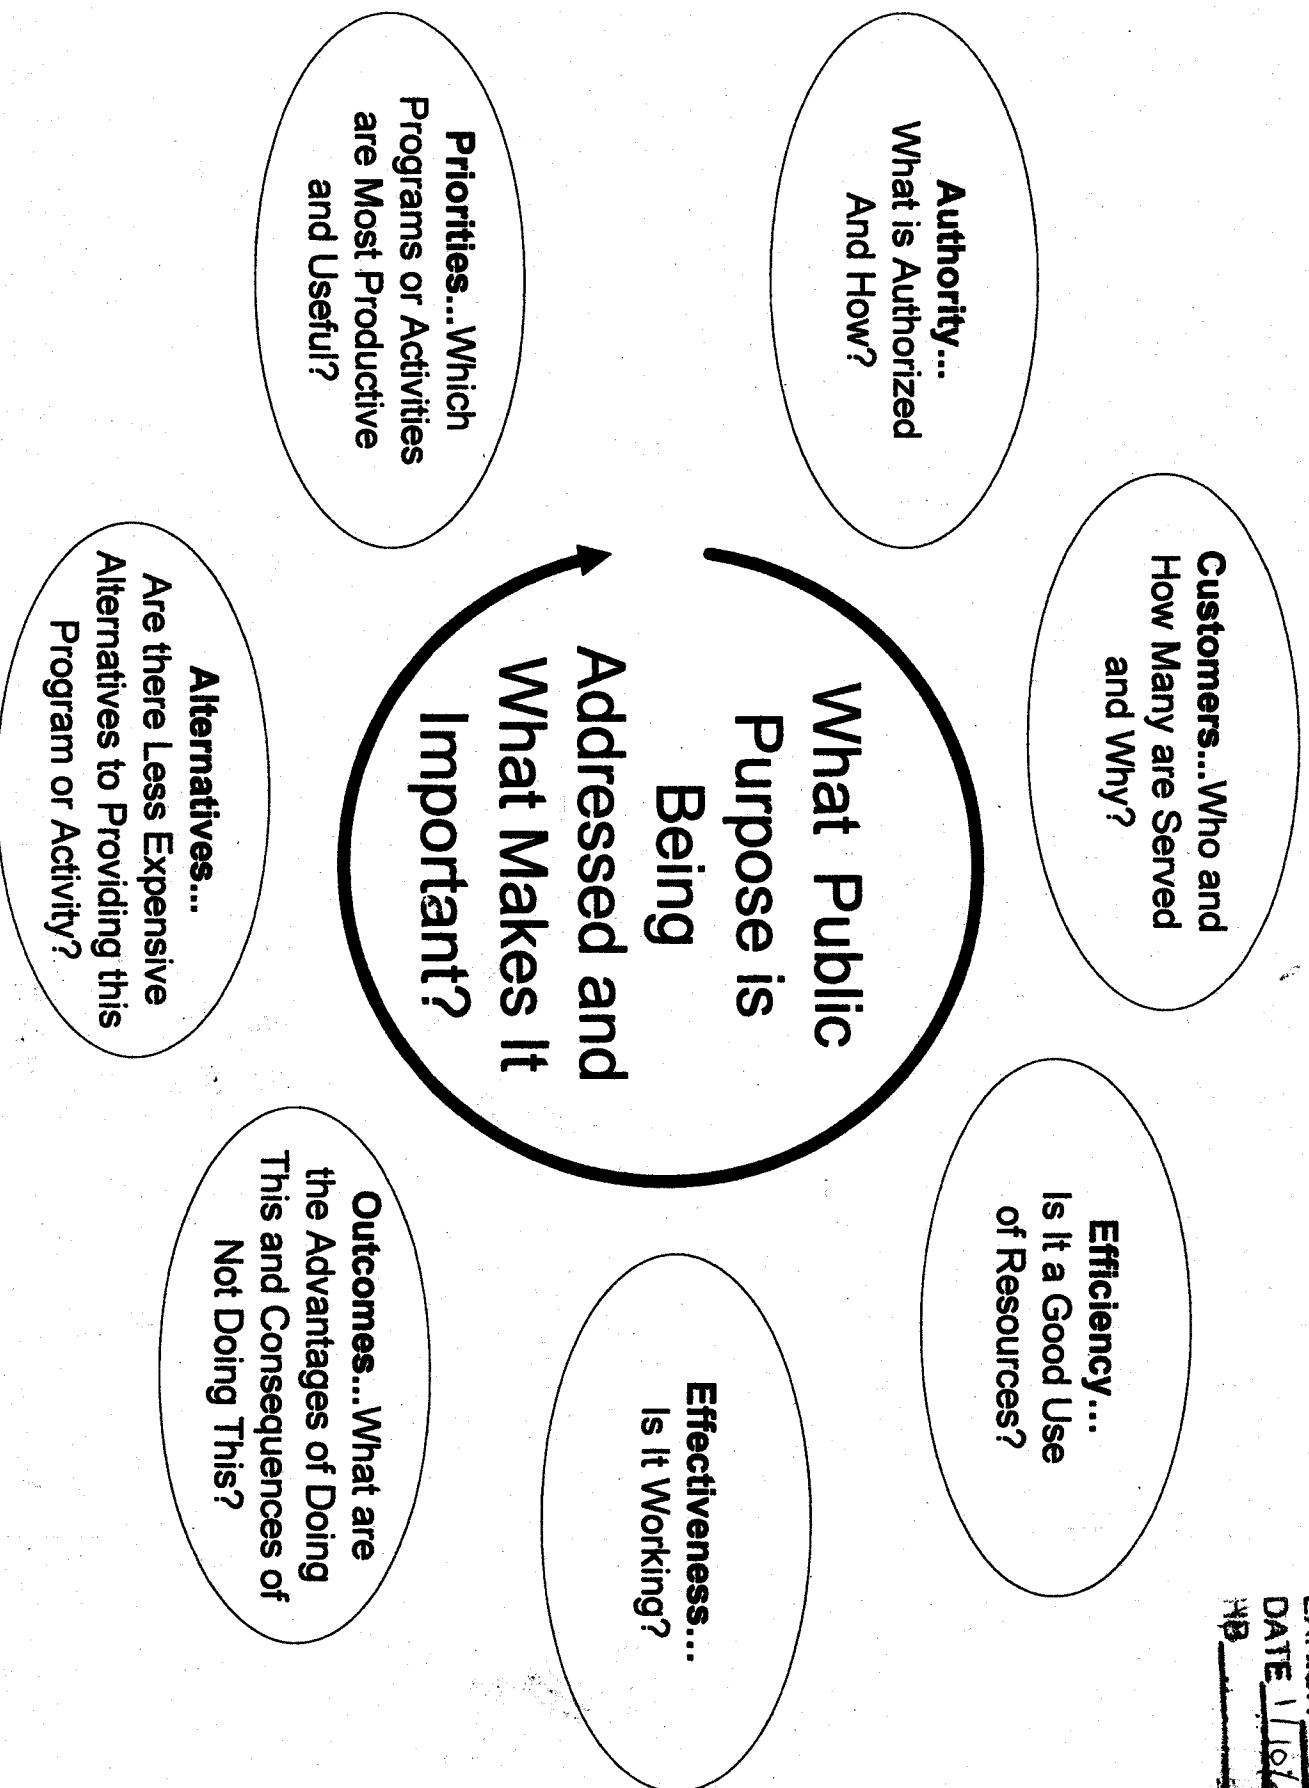 DATE 1/10/
HB
Customers...Who and
How Many are Served
and Why?
Authority...
What is Authorized
And How?
Efficiency...
Is It a Good Use
of Resources?
What Public
Purpose is
Being
Addressed and
What Makes It
Important?
Effectiveness...
Is It Working?
Priorities...Which
Programs or Activities
are Most Productive
and Useful?
Outcomes...What are
the Advantages of Doing
This and Consequences of
Not Doing This?
Alternatives...
Are there Less Expensive
Alternatives to Providing this
Program or Activity?